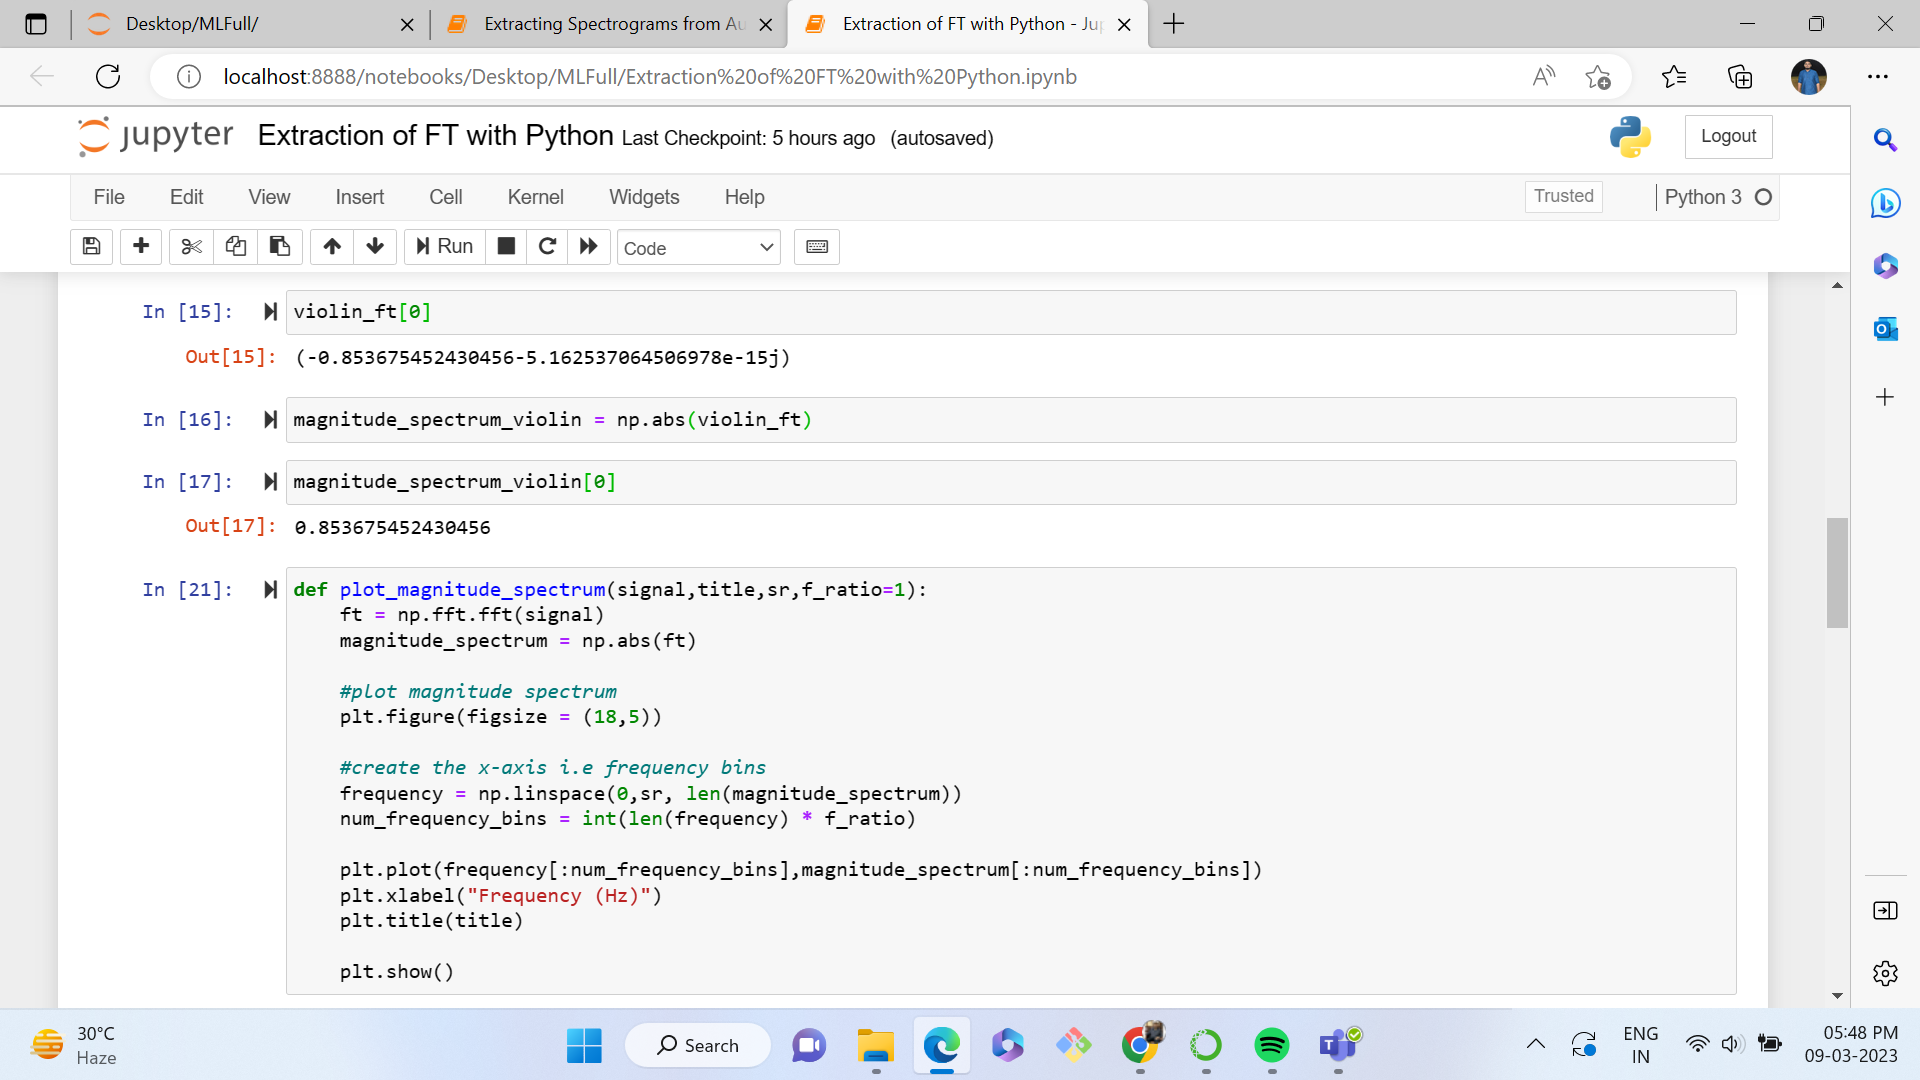 Desktop/MLFull/
Extracting Spectrograms from Au
Extraction of FT with Python - Ju
localhost:8888/notebooks/Desktop/MLFull/Extraction%20of%20FT%20with%20Python.ipynb
jupyter Extraction of FT with Python Last Checkpoint: 5 hours ago (autosaved)
Logout
File Edit View Insert Cell Kernel Widgets Help
Trusted
Python 3
Run
Code
In [15]: violin_ft[0]
Out[15]: (-0.853675452430456-5.162537064506978e-15j)
In [16]: magnitude_spectrum_violin = np.abs(violin_ft)
In [17]: magnitude_spectrum_violin[0]
Out[17]: 0.853675452430456
In [21]: def plot_magnitude_spectrum(signal,title,sr,f_ratio=1):
    ft = np.fft.fft(signal)
    magnitude_spectrum = np.abs(ft)
    #plot magnitude spectrum
    plt.figure(figsize = (18,5))
    #create the x-axis i.e frequency bins
    frequency = np.linspace(0,sr, len(magnitude_spectrum))
    num_frequency_bins = int(len(frequency) * f_ratio)
    plt.plot(frequency[:num_frequency_bins],magnitude_spectrum[:num_frequency_bins])
    plt.xlabel("Frequency (Hz)")
    plt.title(title)
    plt.show()
30°C
Haze
Search
ENG
IN
05:48 PM
09-03-2023